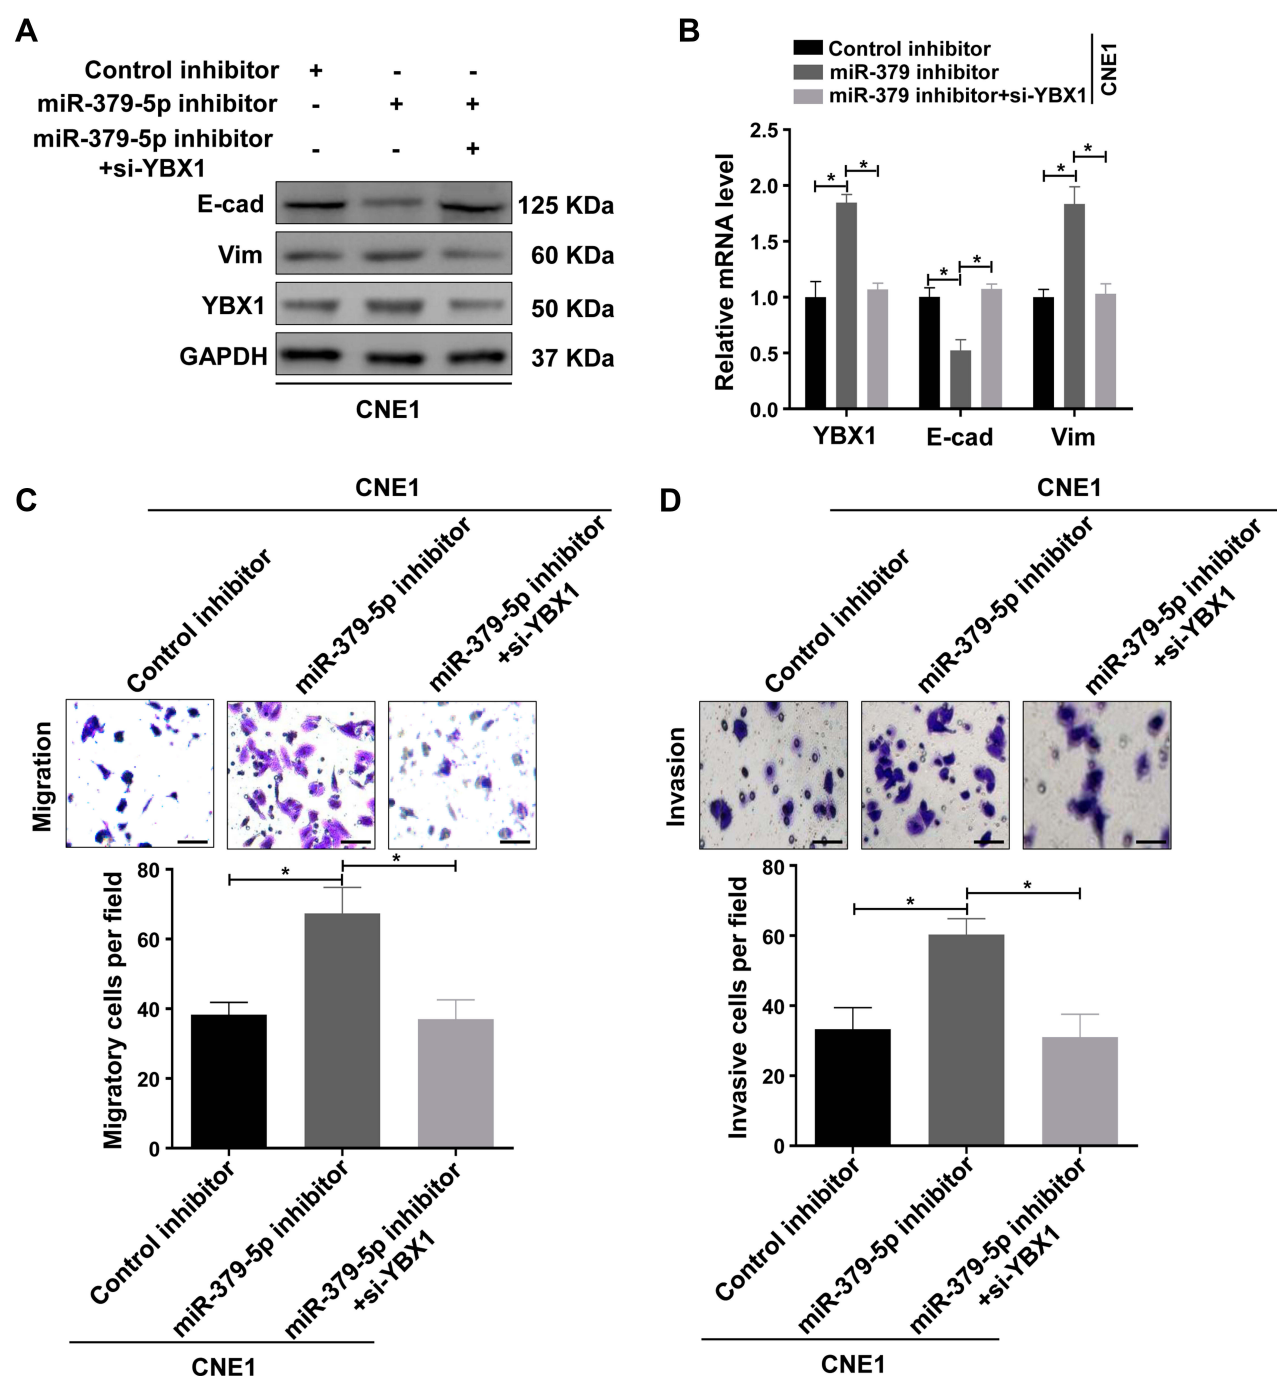 A
Control inhibitor + - -
miR-379-5p inhibitor - + +
miR-379-5p inhibitor - - +
+si-YBX1
E-cad 125 KDa
Vim 60 KDa
YBX1 50 KDa
GAPDH 37 KDa
CNE1
B
Control inhibitor
miR-379 inhibitor
miR-379 inhibitor+si-YBX1
CNE1
Relative mRNA level
2.5
2.0
1.5
1.0
0.5
0.0
* * * * * *
YBX1 E-cad Vim
C
CNE1
Control inhibitor
miR-379-5p inhibitor
miR-379-5p inhibitor
+si-YBX1
Migration
Migratory cells per field
80
60
40
20
0
* *
Control inhibitor
miR-379-5p inhibitor
miR-379-5p inhibitor
+si-YBX1
CNE1
D
CNE1
Control inhibitor
miR-379-5p inhibitor
miR-379-5p inhibitor
+si-YBX1
Invasion
Invasive cells per field
80
60
40
20
0
* *
Control inhibitor
miR-379-5p inhibitor
miR-379-5p inhibitor
+si-YBX1
CNE1